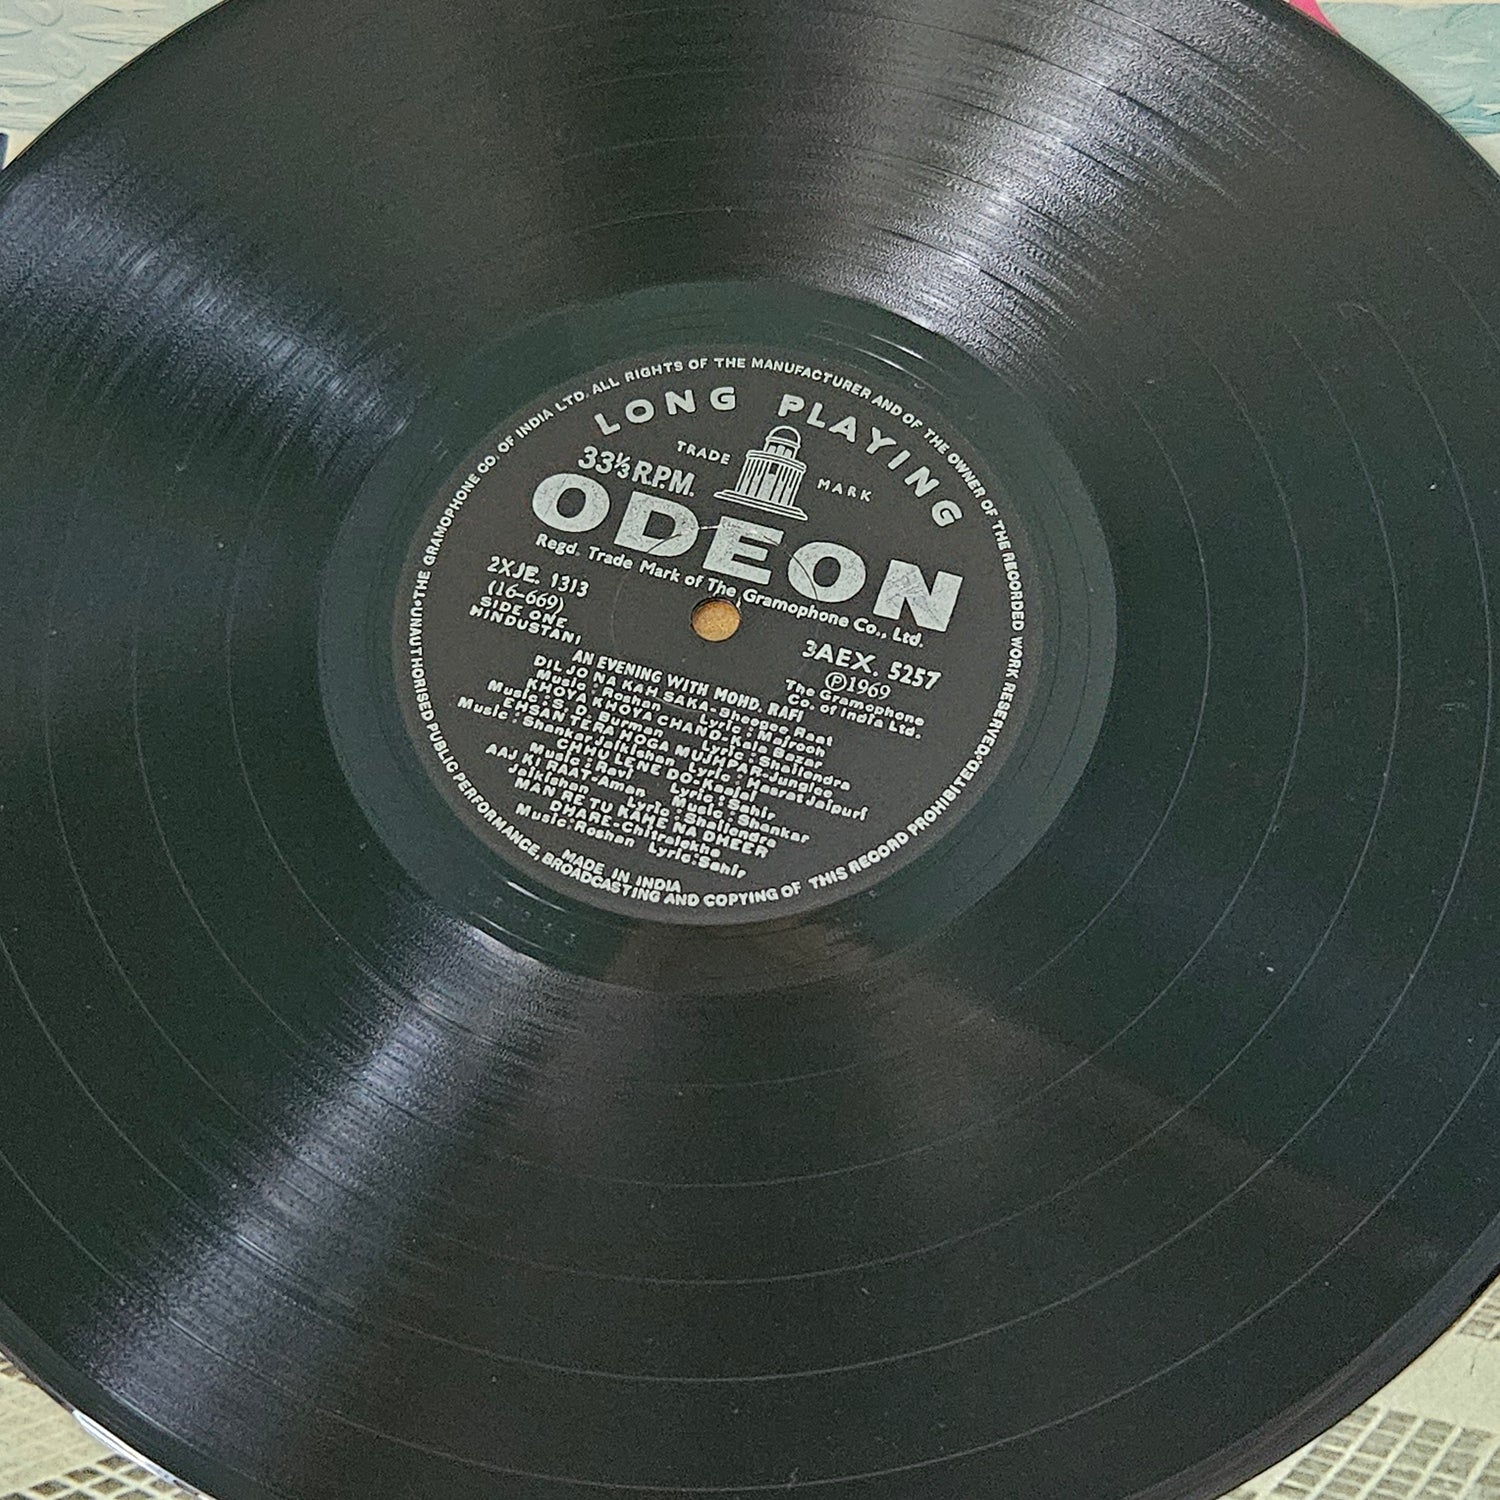 THE GRAMOPHONE CO. OF INDIA LTD. ALL RIGHTS OF THE MANUFACTURER AND OF THE OWNER OF THE RECORDED WORK RESERVED.
UNAUTHORISED PUBLIC PERFORMANCE, BROADCASTING AND COPYING OF THIS RECORD PROHIBITED.
LONG PLAYING
TRADE MARK
33⅓ R.P.M.
ODEON
Regd. Trade Mark of The Gramophone Co., Ltd.
2XJE. 1313
(16-669)
SIDE ONE
HINDUSTANI
3AEX. 5257
Ⓟ1969
The Gramophone
Co. of India Ltd.
AN EVENING WITH MOHD. RAFI
DIL JO NA KAH SAKA-Sheegee Raat
Music: Roshan Lyric: Majrooh
KHOYA KHOYA CHAND-Kala Bazar
Music: S. D. Burman Lyric: Shailendra
EHSAN TERA HOGA MUJHPAR-Junglee
Music: Shankar Jaikishan Lyric: Hasrat Jaipuri
CHHU LENE DO-Kaajal
Music: Ravi Lyric: Sahir
AAJ KI RAAT-Aman Music: Shankar
Jaikishan Lyric: Shailendra
MAN RE TU KAHE NA DHEER
DHARE-Chitralekha
Music: Roshan Lyric: Sahir
MADE IN INDIA